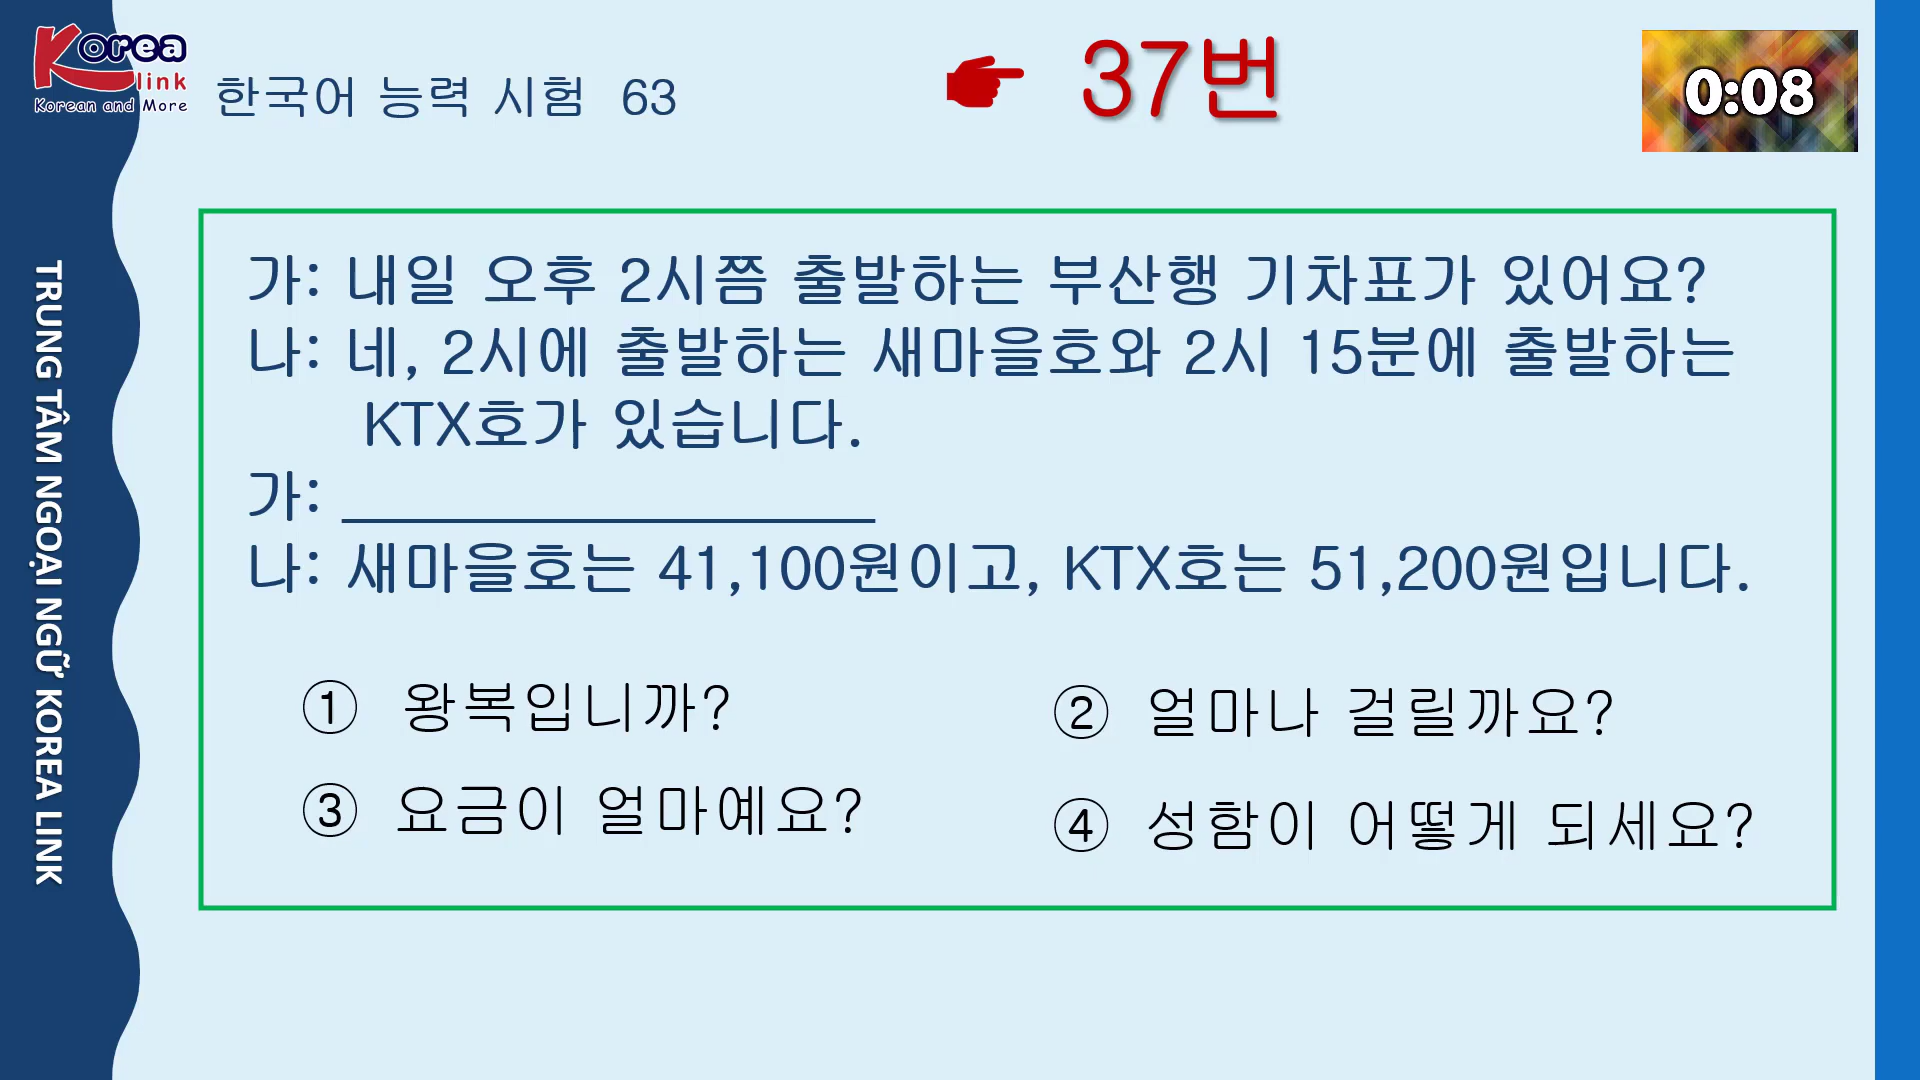 Korea
link
Korean and More
한국어 능력 시험 63
37번
0:08
TRUNG TÂM NGOẠI NGỮ KOREA LINK
가: 내일 오후 2시쯤 출발하는 부산행 기차표가 있어요?
나: 네, 2시에 출발하는 새마을호와 2시 15분에 출발하는
KTX호가 있습니다.
가: ________________
나: 새마을호는 41,100원이고, KTX호는 51,200원입니다.
① 왕복입니까?
② 얼마나 걸릴까요?
③ 요금이 얼마예요?
④ 성함이 어떻게 되세요?